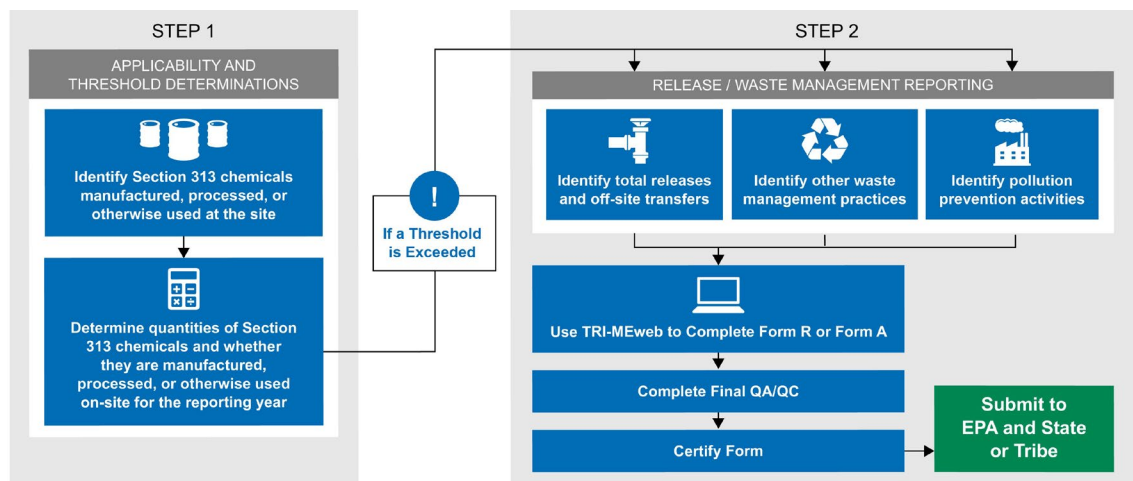 STEP 1
APPLICABILITY AND
THRESHOLD DETERMINATIONS
Identify Section 313 chemicals
manufactured, processed, or
otherwise used at the site
Determine quantities of Section
313 chemicals and whether
they are manufactured,
processed, or otherwise used
on-site for the reporting year
!
If a Threshold
is Exceeded
STEP 2
RELEASE / WASTE MANAGEMENT REPORTING
Identify total releases
and off-site transfers
Identify other waste
management practices
Identify pollution
prevention activities
Use TRI-MEweb to Complete Form R or Form A
Complete Final QA/QC
Certify Form
Submit to
EPA and State
or Tribe